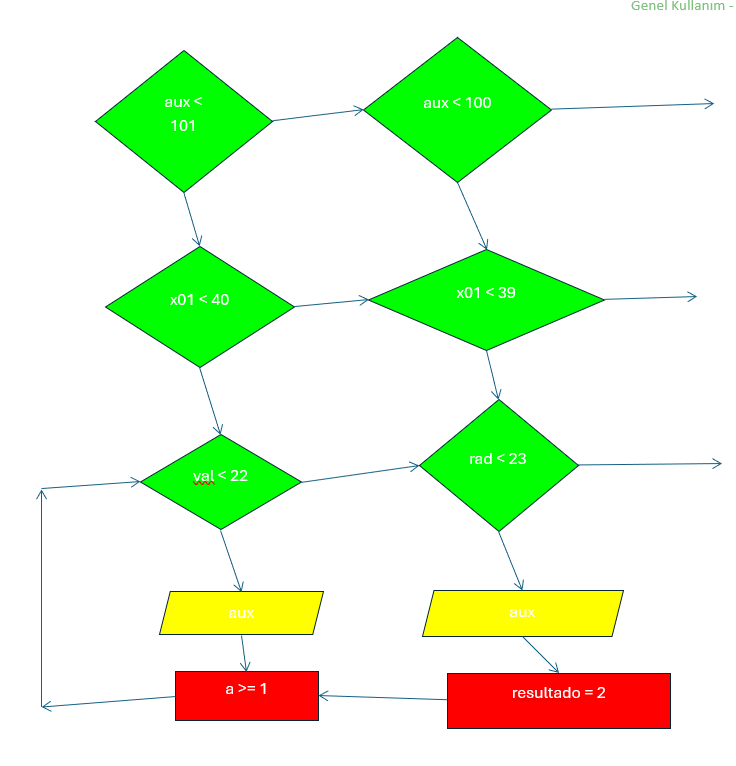 Genel Kullanım -
aux <
101
aux < 100
x01 < 40
x01 < 39
val < 22
rad < 23
aux
aux
a >= 1
resultado = 2